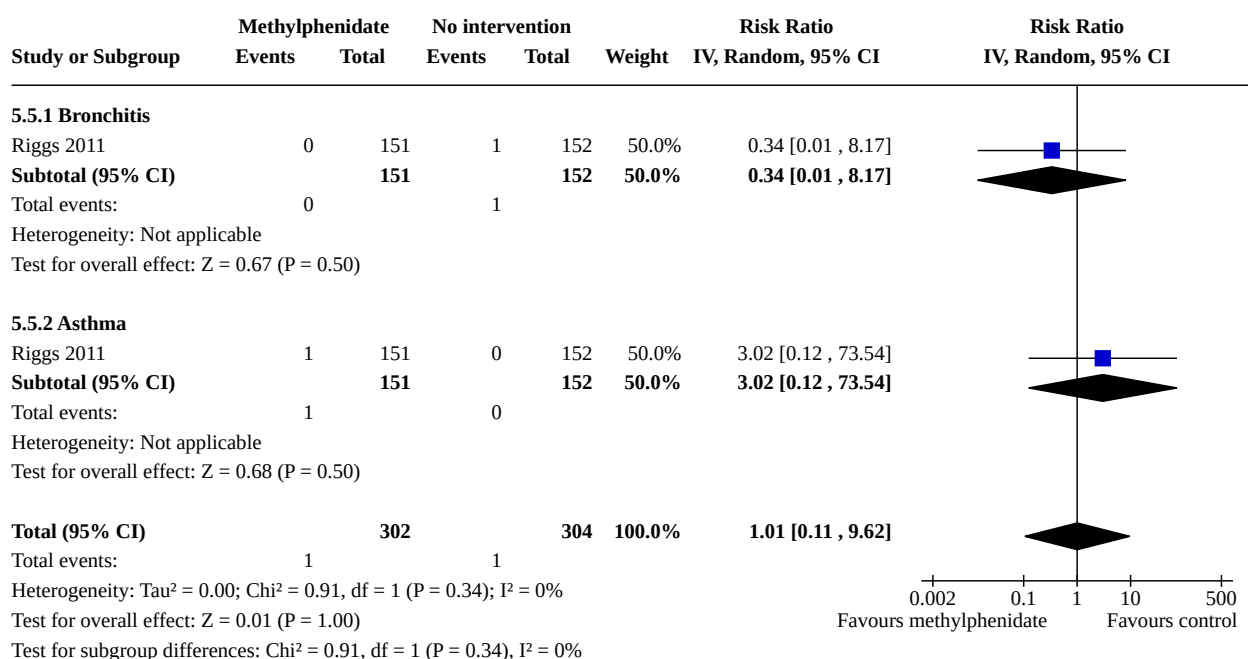 Methylphenidate No intervention Risk Ratio Risk Ratio
Study or Subgroup Events Total Events Total Weight IV, Random, 95% CI IV, Random, 95% CI
5.5.1 Bronchitis
Riggs 2011 0 151 1 152 50.0% 0.34 [0.01 , 8.17]
Subtotal (95% CI) 151 152 50.0% 0.34 [0.01 , 8.17]
Total events: 0 1
Heterogeneity: Not applicable
Test for overall effect: Z = 0.67 (P = 0.50)
5.5.2 Asthma
Riggs 2011 1 151 0 152 50.0% 3.02 [0.12 , 73.54]
Subtotal (95% CI) 151 152 50.0% 3.02 [0.12 , 73.54]
Total events: 1 0
Heterogeneity: Not applicable
Test for overall effect: Z = 0.68 (P = 0.50)
Total (95% CI) 302 304 100.0% 1.01 [0.11 , 9.62]
Total events: 1 1
Heterogeneity: Tau² = 0.00; Chi² = 0.91, df = 1 (P = 0.34); I² = 0%
0.002 0.1 1 10 500
Test for overall effect: Z = 0.01 (P = 1.00)
Favours methylphenidate Favours control
Test for subgroup differences: Chi² = 0.91, df = 1 (P = 0.34), I² = 0%